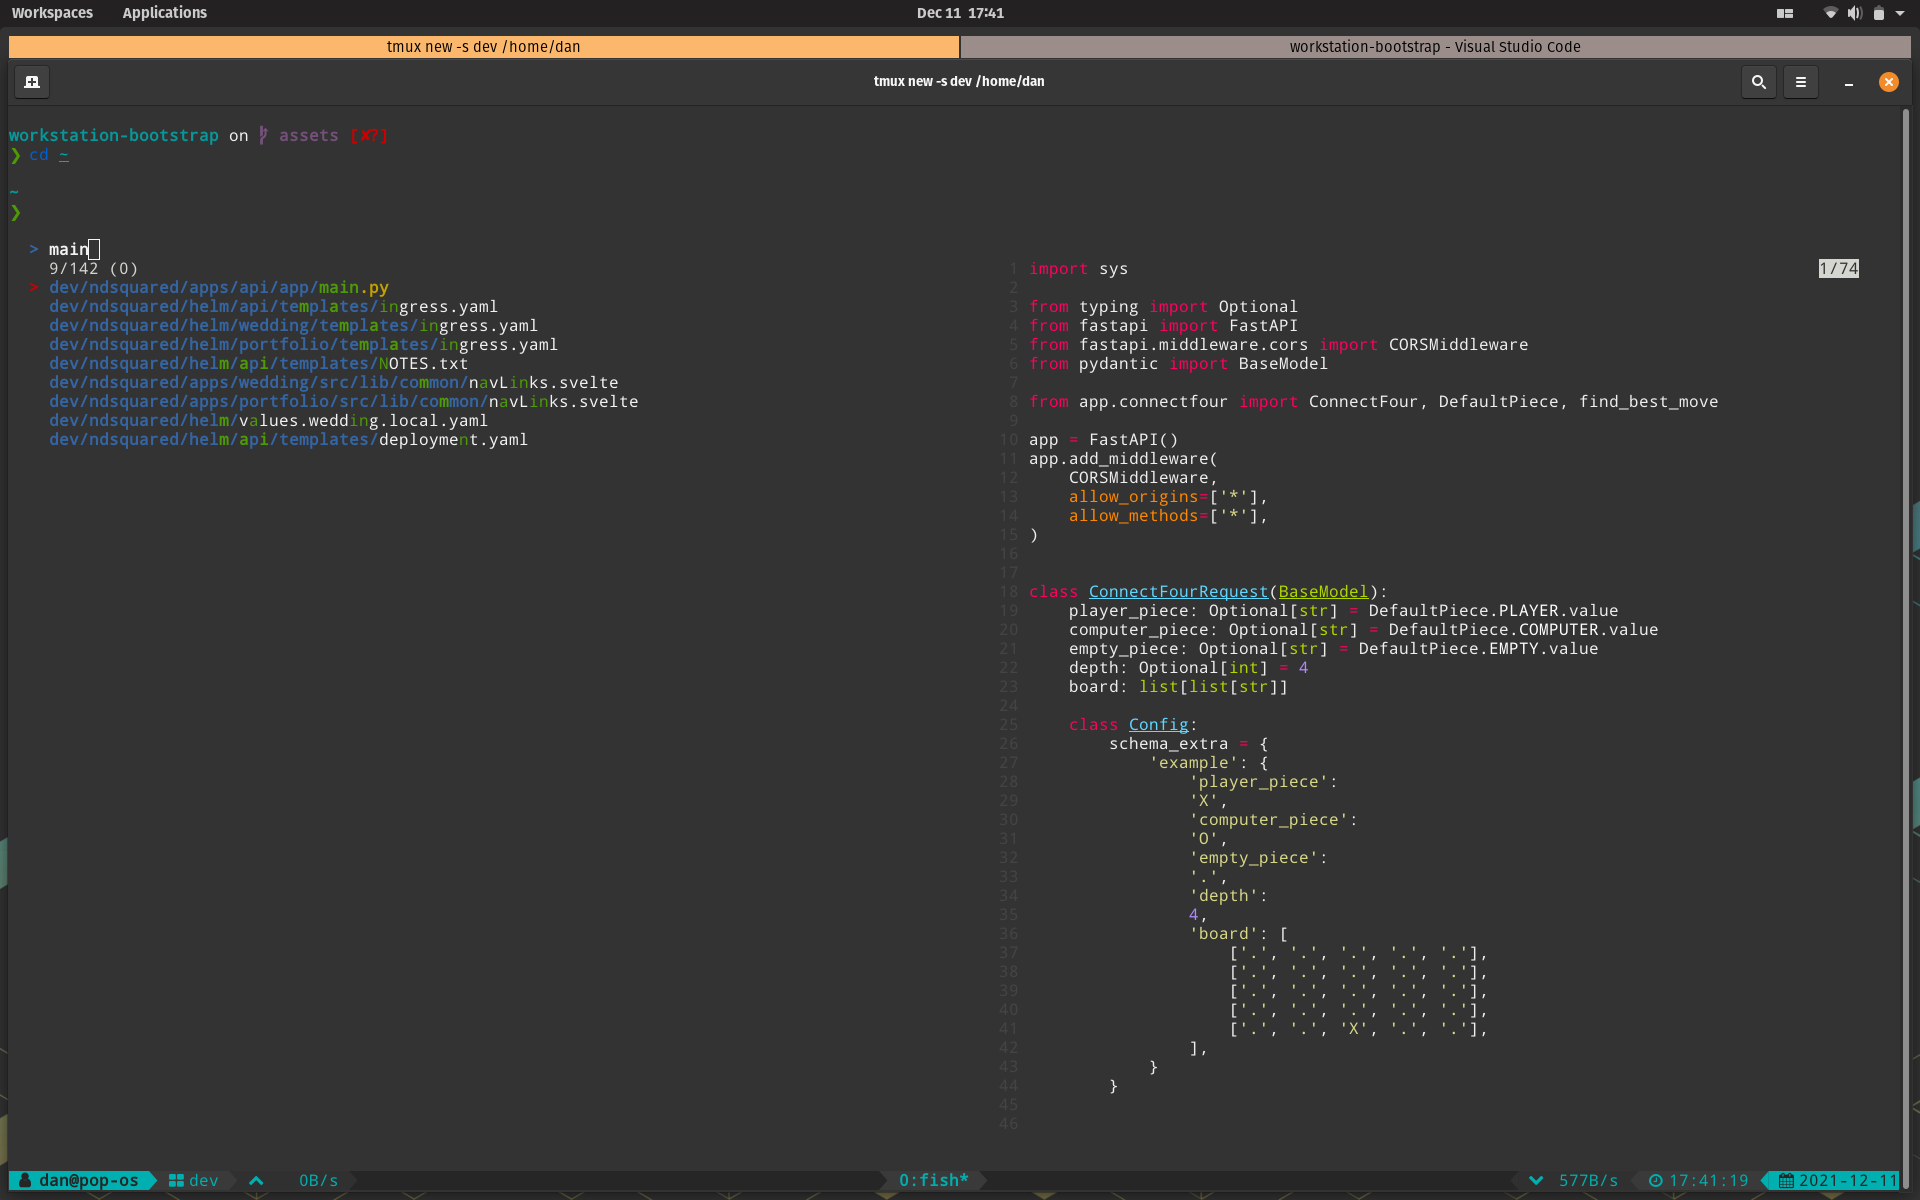 Workspaces Applications Dec 11 17:41
tmux new -s dev /home/dan workstation-bootstrap - Visual Studio Code
tmux new -s dev /home/dan
workstation-bootstrap on assets [✘?]
❯ cd ~
~
❯
> main
9/142 (0)
> dev/ndsquared/apps/api/app/main.py
dev/ndsquared/helm/api/templates/ingress.yaml
dev/ndsquared/helm/wedding/templates/ingress.yaml
dev/ndsquared/helm/portfolio/templates/ingress.yaml
dev/ndsquared/helm/api/templates/NOTES.txt
dev/ndsquared/apps/wedding/src/lib/common/navLinks.svelte
dev/ndsquared/apps/portfolio/src/lib/common/navLinks.svelte
dev/ndsquared/helm/values.wedding.local.yaml
dev/ndsquared/helm/api/templates/deployment.yaml
1 import sys 1/74
2
3 from typing import Optional
4 from fastapi import FastAPI
5 from fastapi.middleware.cors import CORSMiddleware
6 from pydantic import BaseModel
7
8 from app.connectfour import ConnectFour, DefaultPiece, find_best_move
9
10 app = FastAPI()
11 app.add_middleware(
12     CORSMiddleware,
13     allow_origins=['*'],
14     allow_methods=['*'],
15 )
16
17
18 class ConnectFourRequest(BaseModel):
19     player_piece: Optional[str] = DefaultPiece.PLAYER.value
20     computer_piece: Optional[str] = DefaultPiece.COMPUTER.value
21     empty_piece: Optional[str] = DefaultPiece.EMPTY.value
22     depth: Optional[int] = 4
23     board: list[list[str]]
24
25     class Config:
26         schema_extra = {
27             'example': {
28                 'player_piece':
29                 'X',
30                 'computer_piece':
31                 'O',
32                 'empty_piece':
33                 '.',
34                 'depth':
35                 4,
36                 'board': [
37                     ['.', '.', '.', '.', '.'],
38                     ['.', '.', '.', '.', '.'],
39                     ['.', '.', '.', '.', '.'],
40                     ['.', '.', '.', '.', '.'],
41                     ['.', '.', 'X', '.', '.'],
42                 ],
43             }
44         }
45
46
dan@pop-os dev 0B/s 0:fish* 577B/s 17:41:19 2021-12-11